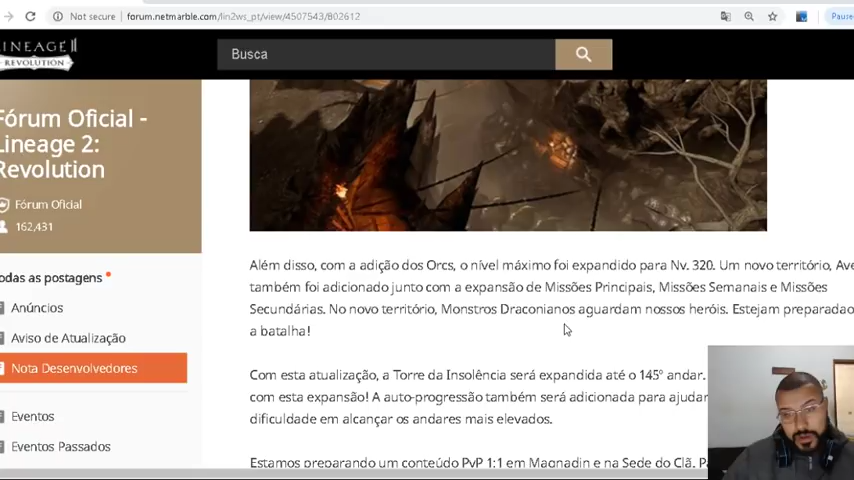 Not secure | forum.netmarble.com/lin2ws_pt/view/4507543/802612
Pause
LINEAGE II
REVOLUTION
Busca
Fórum Oficial -
Lineage 2:
Revolution
Fórum Oficial
162,431
odas as postagens
Anúncios
Aviso de Atualização
Nota Desenvolvedores
Eventos
Eventos Passados
Além disso, com a adição dos Orcs, o nível máximo foi expandido para Nv. 320. Um novo território, Ave
também foi adicionado junto com a expansão de Missões Principais, Missões Semanais e Missões
Secundárias. No novo território, Monstros Draconianos aguardam nossos heróis. Estejam preparado
a batalha!
Com esta atualização, a Torre da Insolência será expandida até o 145º andar.
com esta expansão! A auto-progressão também será adicionada para ajudar
dificuldade em alcançar os andares mais elevados.
Estamos preparando um conteúdo PvP 1:1 em Magnadin e na Sede do Clã.